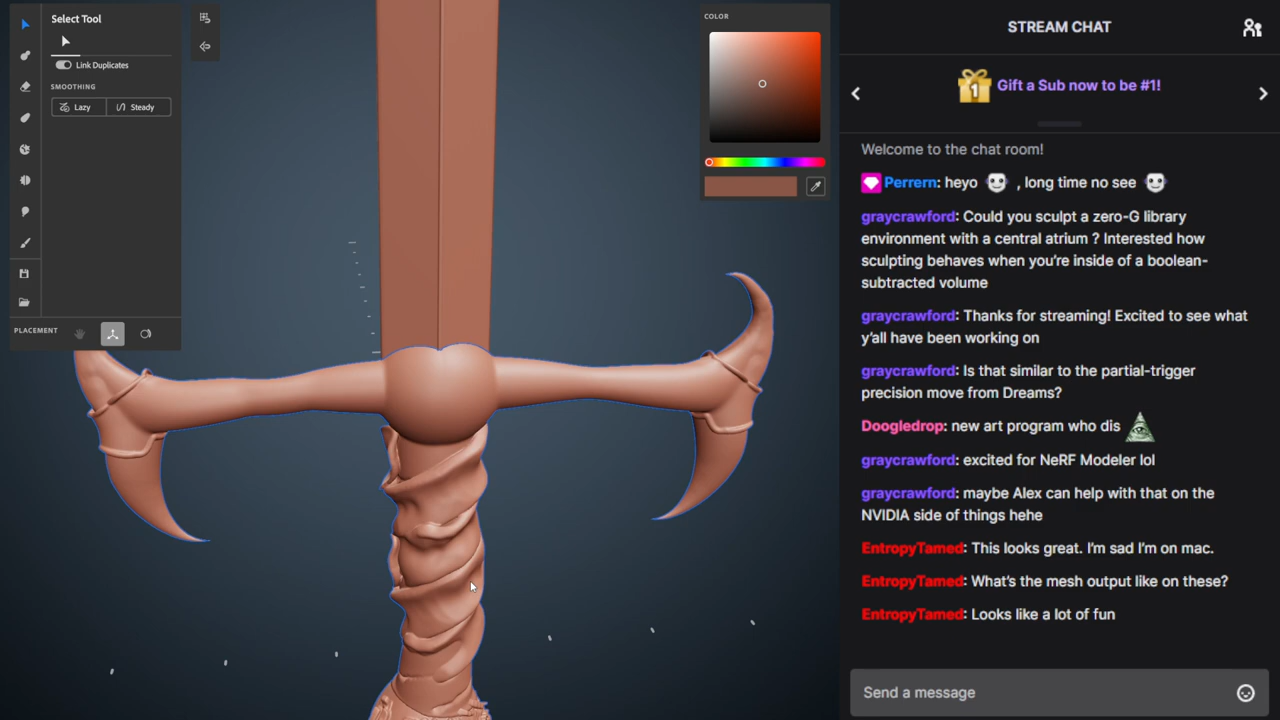 Select Tool
Link Duplicates
SMOOTHING
Lazy
Steady
PLACEMENT
COLOR
STREAM CHAT
1
Gift a Sub now to be #1!
Welcome to the chat room!
Perrern: heyo , long time no see
graycrawford: Could you sculpt a zero-G library
environment with a central atrium ? Interested how
sculpting behaves when you're inside of a boolean-
subtracted volume
graycrawford: Thanks for streaming! Excited to see what
y'all have been working on
graycrawford: Is that similar to the partial-trigger
precision move from Dreams?
Doogledrop: new art program who dis
graycrawford: excited for NeRF Modeler lol
graycrawford: maybe Alex can help with that on the
NVIDIA side of things hehe
EntropyTamed: This looks great. I'm sad I'm on mac.
EntropyTamed: What's the mesh output like on these?
EntropyTamed: Looks like a lot of fun
Send a message